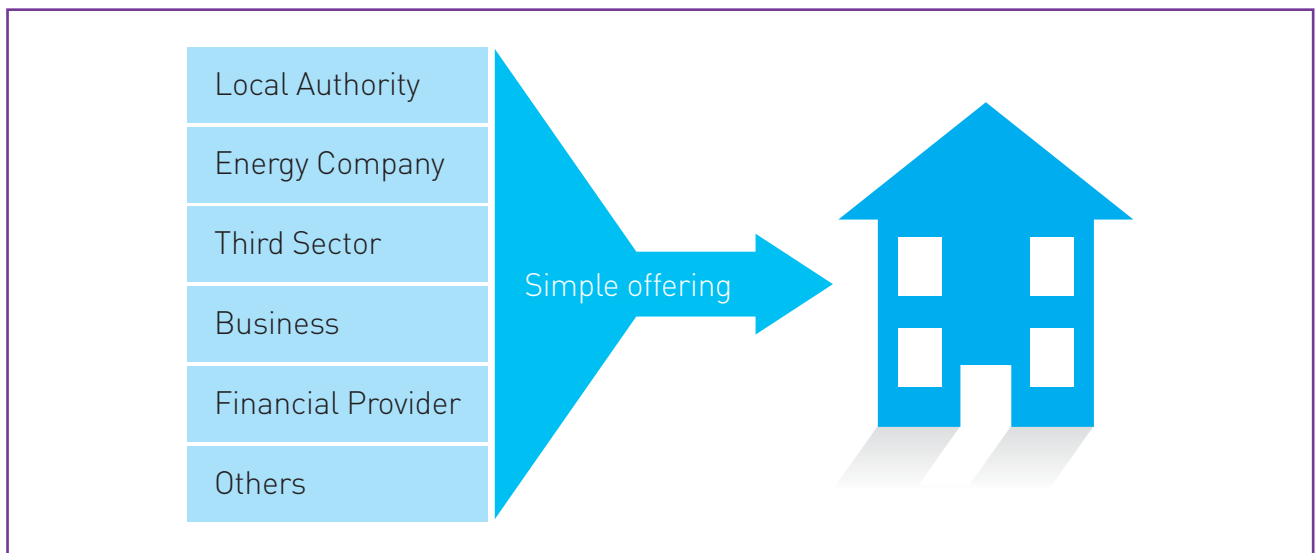 Local Authority
Energy Company
Third Sector
Business
Financial Provider
Others
Simple offering